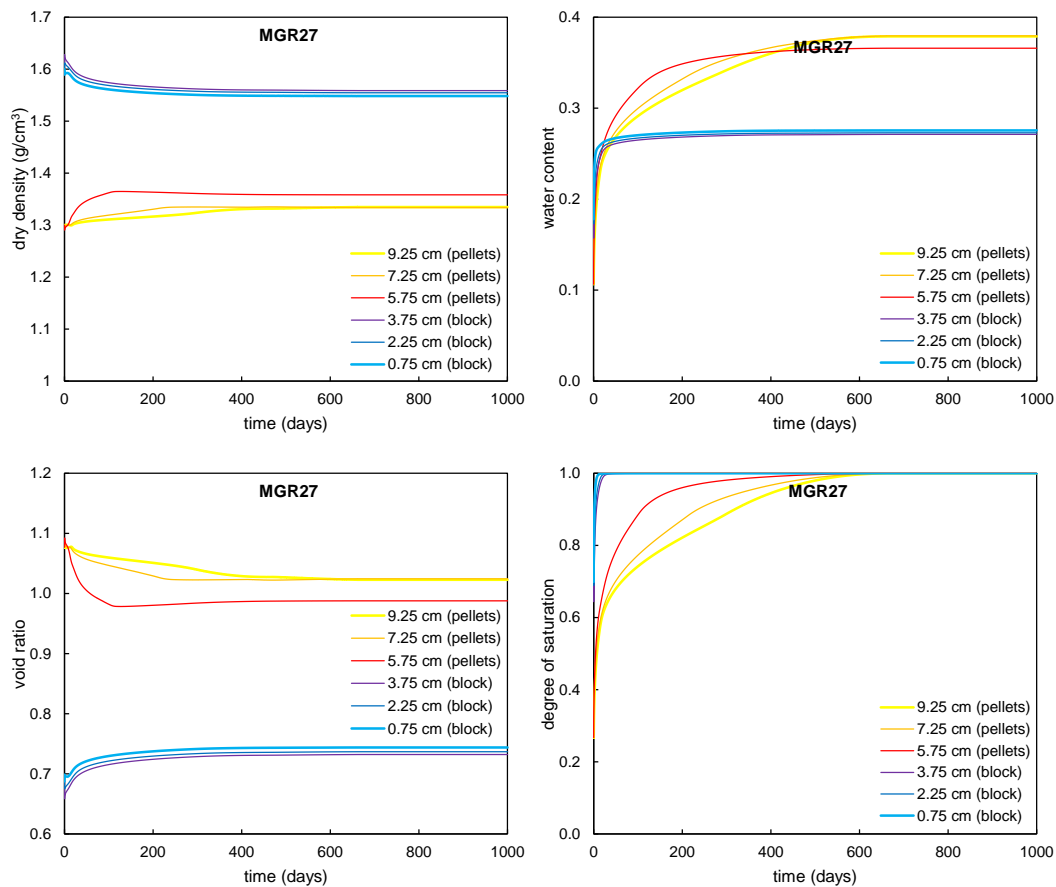 MGR27
dry density (g/cm³)
1.7
1.6
1.5
1.4
1.3
1.2
1.1
1
0
200
400
600
800
1000
time (days)
9.25 cm (pellets)
7.25 cm (pellets)
5.75 cm (pellets)
3.75 cm (block)
2.25 cm (block)
0.75 cm (block)
MGR27
water content
0.4
0.3
0.2
0.1
0.0
0
200
400
600
800
1000
time (days)
9.25 cm (pellets)
7.25 cm (pellets)
5.75 cm (pellets)
3.75 cm (block)
2.25 cm (block)
0.75 cm (block)
MGR27
void ratio
1.2
1.1
1.0
0.9
0.8
0.7
0.6
0
200
400
600
800
1000
time (days)
9.25 cm (pellets)
7.25 cm (pellets)
5.75 cm (pellets)
3.75 cm (block)
2.25 cm (block)
0.75 cm (block)
MGR27
degree of saturation
1.0
0.8
0.6
0.4
0.2
0.0
0
200
400
600
800
1000
time (days)
9.25 cm (pellets)
7.25 cm (pellets)
5.75 cm (pellets)
3.75 cm (block)
2.25 cm (block)
0.75 cm (block)